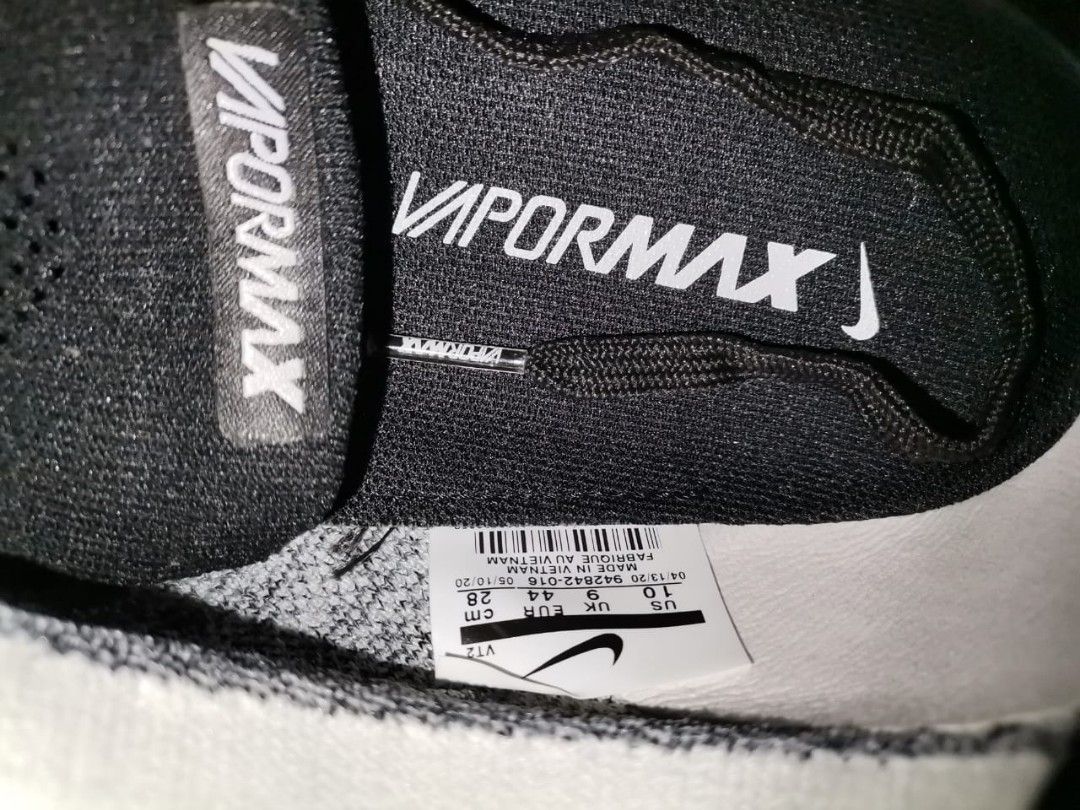 VAPORMAX
VAPORMAX
VAPORMAX
VT2
US UK EUR cm
10 9 44 28
04/13/20 942842-016 05/10/20
MADE IN VIETNAM
FABRIQUE AU VIETNAM